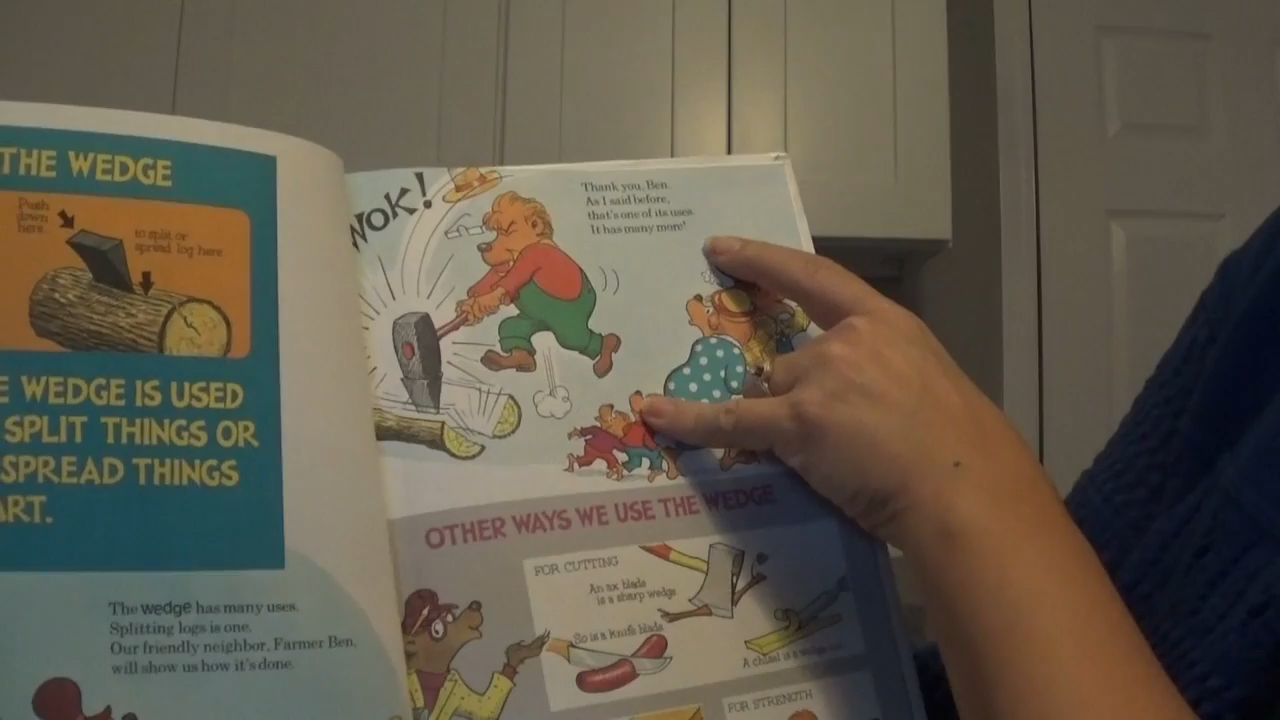 THE WEDGE
Push
down
here
to split or
spread log here
E WEDGE IS USED
SPLIT THINGS OR
SPREAD THINGS
ART.
The wedge has many uses.
Splitting logs is one.
Our friendly neighbor, Farmer Ben,
will show us how it's done.
WOK!
Thank you, Ben.
As I said before,
that's one of its uses.
It has many more!
OTHER WAYS WE USE THE WEDGE
FOR CUTTING
An ax blade
is a sharp wedge
So is a knife blade
A chisel is a wedge
FOR STRENGTH